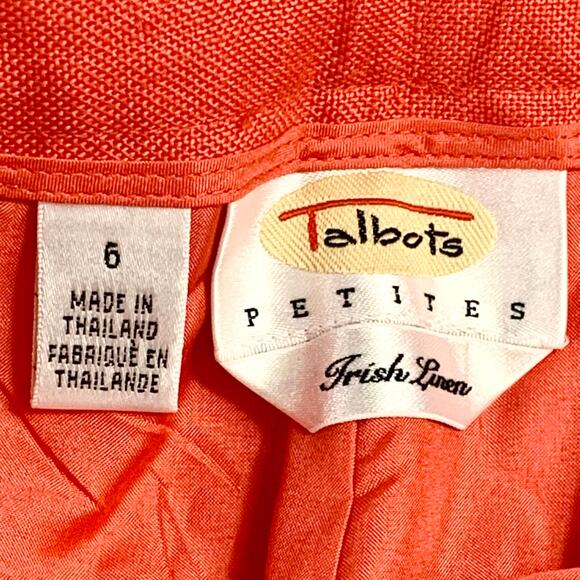 6
MADE IN
THAILAND
FABRIQUÉ EN
THAILANDE
Talbots
PETITES
Irish Linen